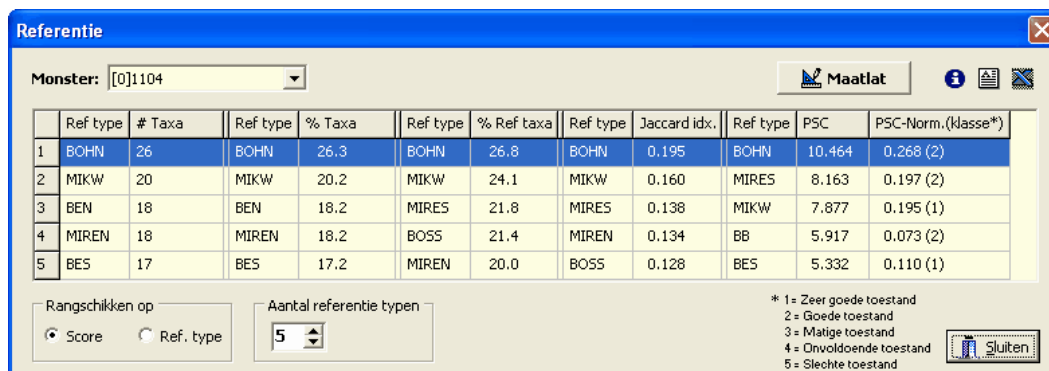 Referentie
Monster: [0]1104 Maatlat
Ref type # Taxa Ref type % Taxa Ref type % Ref taxa Ref type Jaccard idx. Ref type PSC PSC-Norm.(klasse*)
1 BOHN 26 BOHN 26.3 BOHN 26.8 BOHN 0.195 BOHN 10.464 0.268 (2)
2 MIKW 20 MIKW 20.2 MIKW 24.1 MIKW 0.160 MIRES 8.163 0.197 (2)
3 BEN 18 BEN 18.2 MIRES 21.8 MIRES 0.138 MIKW 7.877 0.195 (1)
4 MIREN 18 MIREN 18.2 BOSS 21.4 MIREN 0.134 BB 5.917 0.073 (2)
5 BES 17 BES 17.2 MIREN 20.0 BOSS 0.128 BES 5.332 0.110 (1)
Rangschikken op
Score Ref. type
Aantal referentie typen
5
* 1= Zeer goede toestand
2 = Goede toestand
3 = Matige toestand
4 = Onvoldoende toestand
5 = Slechte toestand
Sluiten